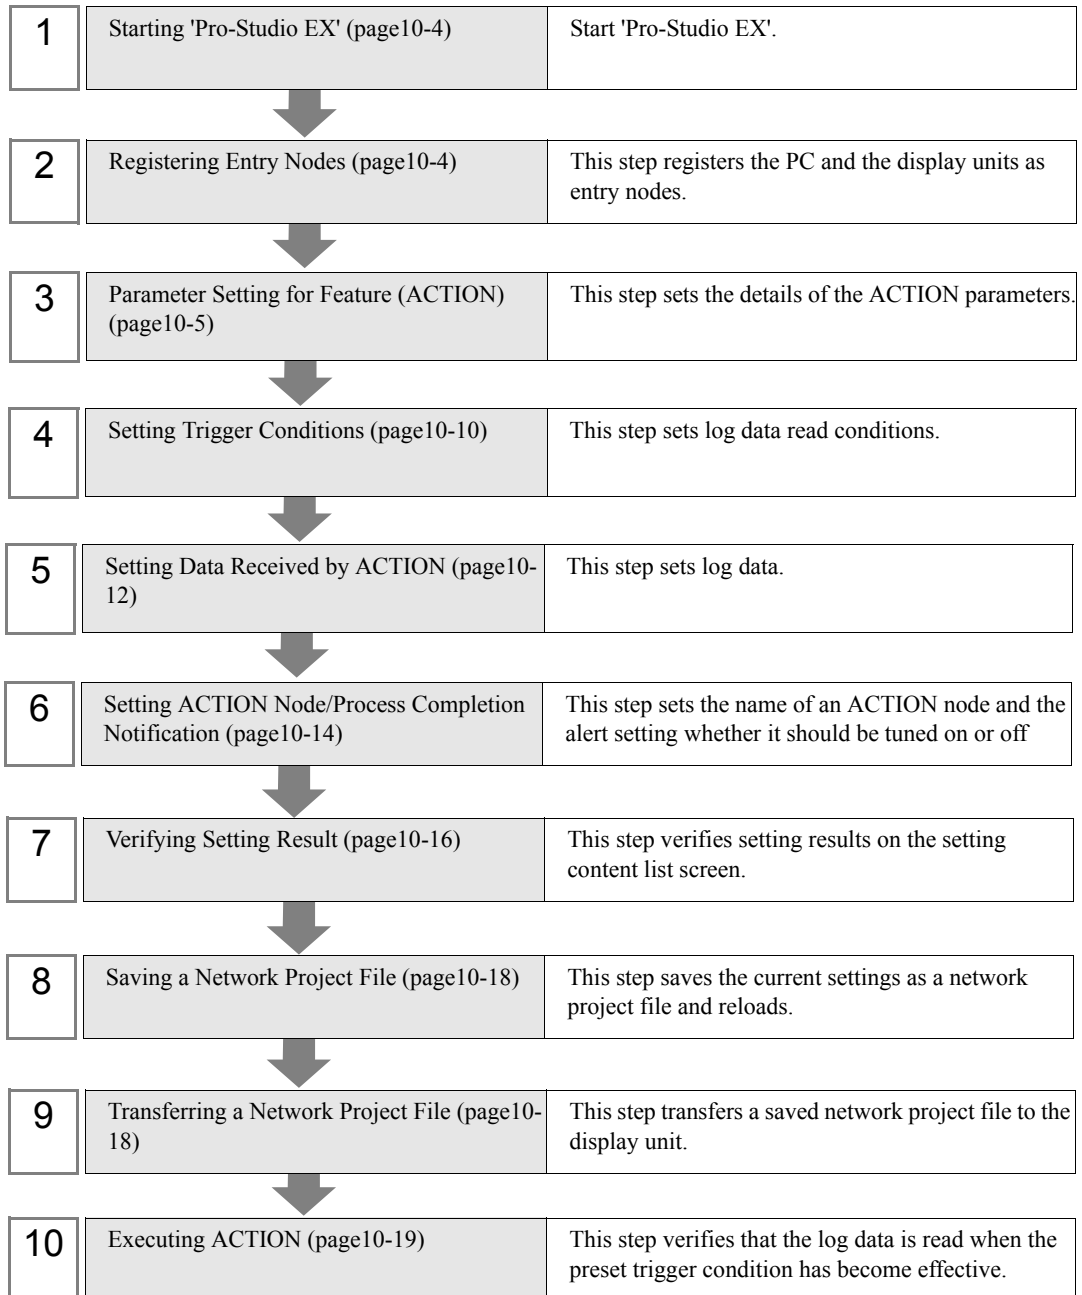 1
Starting 'Pro-Studio EX' (page10-4)
Start 'Pro-Studio EX'.
2
Registering Entry Nodes (page10-4)
This step registers the PC and the display units as
entry nodes.
3
Parameter Setting for Feature (ACTION)
(page10-5)
This step sets the details of the ACTION parameters.
4
Setting Trigger Conditions (page10-10)
This step sets log data read conditions.
5
Setting Data Received by ACTION (page10-
12)
This step sets log data.
6
Setting ACTION Node/Process Completion
Notification (page10-14)
This step sets the name of an ACTION node and the
alert setting whether it should be tuned on or off
7
Verifying Setting Result (page10-16)
This step verifies setting results on the setting
content list screen.
8
Saving a Network Project File (page10-18)
This step saves the current settings as a network
project file and reloads.
9
Transferring a Network Project File (page10-
18)
This step transfers a saved network project file to the
display unit.
10
Executing ACTION (page10-19)
This step verifies that the log data is read when the
preset trigger condition has become effective.